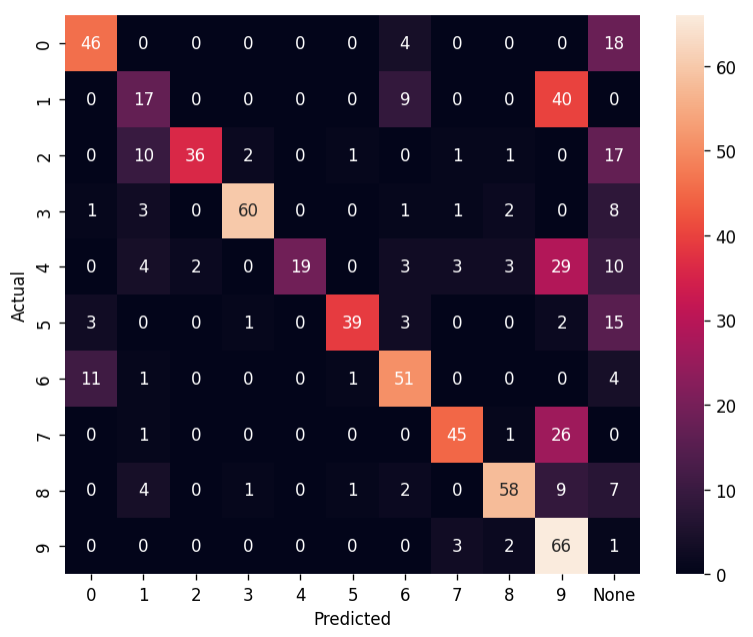 0 46 0 0 0 0 0 4 0 0 0 18
1 0 17 0 0 0 0 9 0 0 40 0
2 0 10 36 2 0 1 0 1 1 0 17
3 1 3 0 60 0 0 1 1 2 0 8
4 0 4 2 0 19 0 3 3 3 29 10
5 3 0 0 1 0 39 3 0 0 2 15
6 11 1 0 0 0 1 51 0 0 0 4
7 0 1 0 0 0 0 0 45 1 26 0
8 0 4 0 1 0 1 2 0 58 9 7
9 0 0 0 0 0 0 0 3 2 66 1
0 1 2 3 4 5 6 7 8 9 None
Predicted
Actual
60
50
40
30
20
10
0